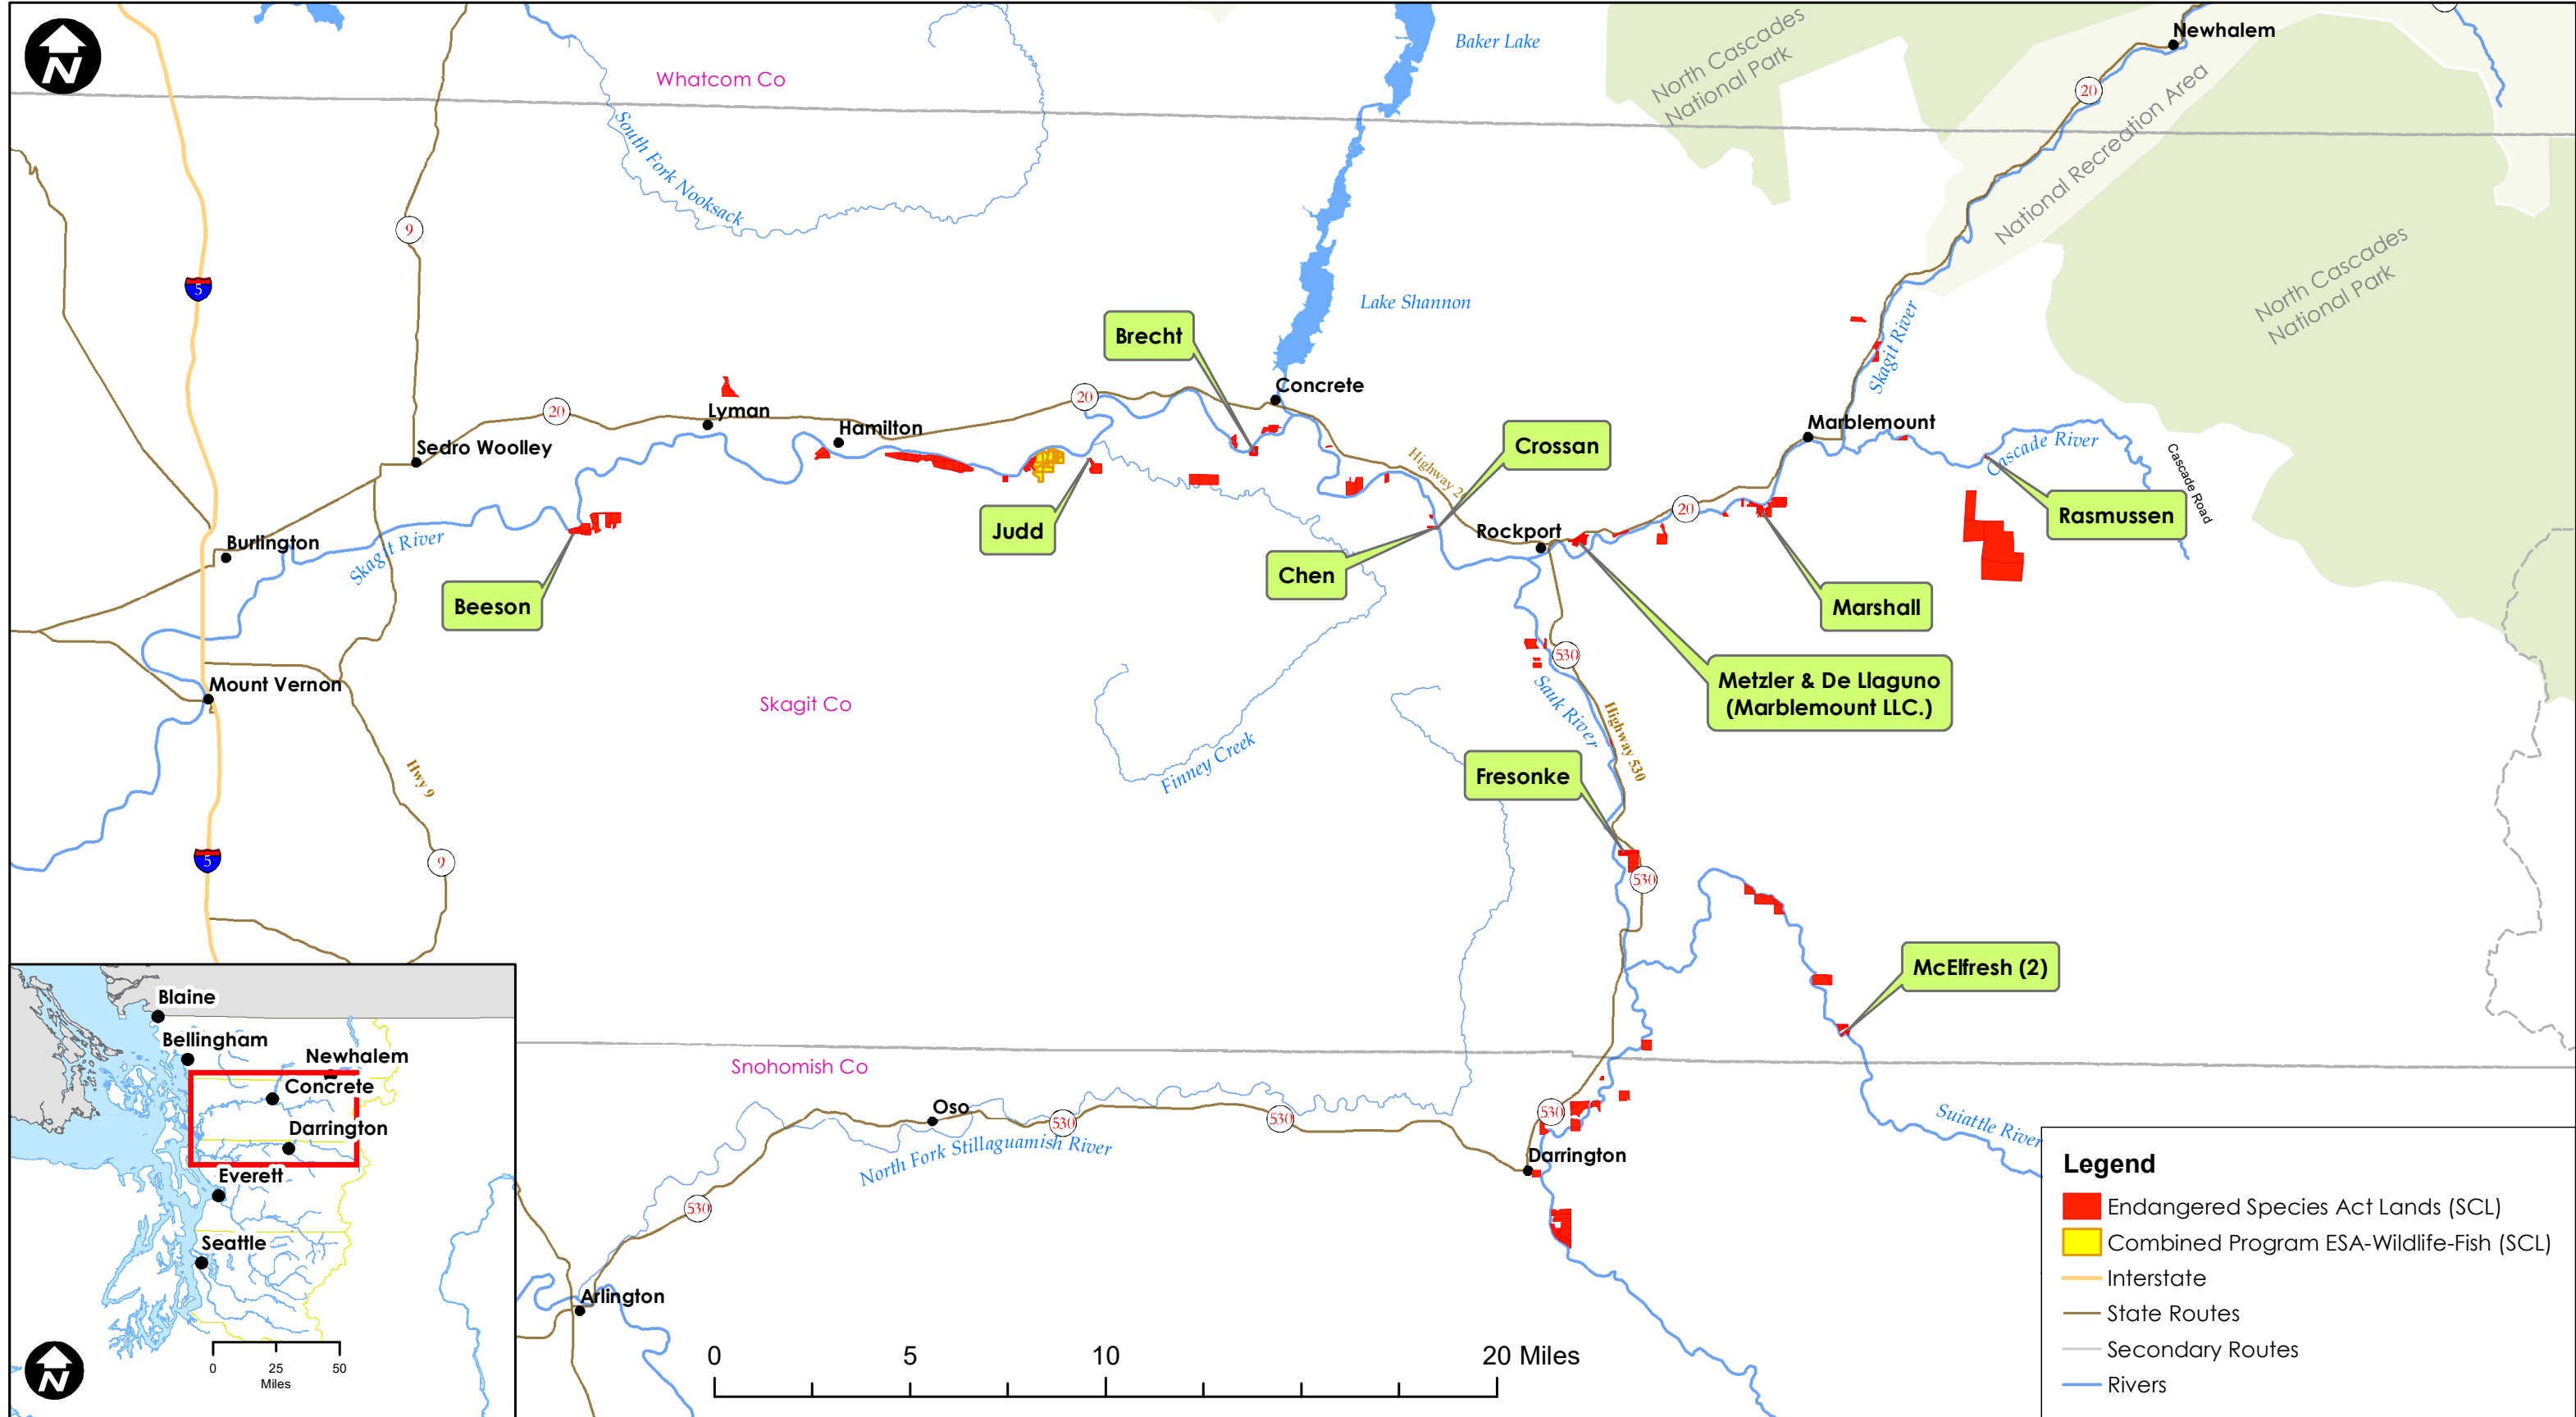 N
Whatcom Co
South Fork Nooksack
Baker Lake
North Cascades
National Park
Newhalem
20
National Recreation Area
9
5
Lake Shannon
North Cascades
National Park
Brecht
Concrete
Skagit River
20
Lyman
Hamilton
20
Sedro Woolley
Crossan
Marblemount
Cascade River
Cascade Road
Rasmussen
Burlington
Skagit River
Beeson
Judd
Chen
Rockport
20
Marshall
Mount Vernon
Skagit Co
530
Sauk River
Highway 530
Metzler & De Llaguno
(Marblemount LLC.)
Finney Creek
Hwy 9
Fresonke
5
9
530
McElfresh (2)
Snohomish Co
Oso
530
530
530
North Fork Stillaguamish River
Darrington
Suiattle River
530
Arlington
Blaine
Bellingham
Newhalem
Concrete
Darrington
Everett
Seattle
0 25 50
Miles
N
0 5 10 20 Miles
Legend
Endangered Species Act Lands (SCL)
Combined Program ESA-Wildlife-Fish (SCL)
Interstate
State Routes
Secondary Routes
Rivers